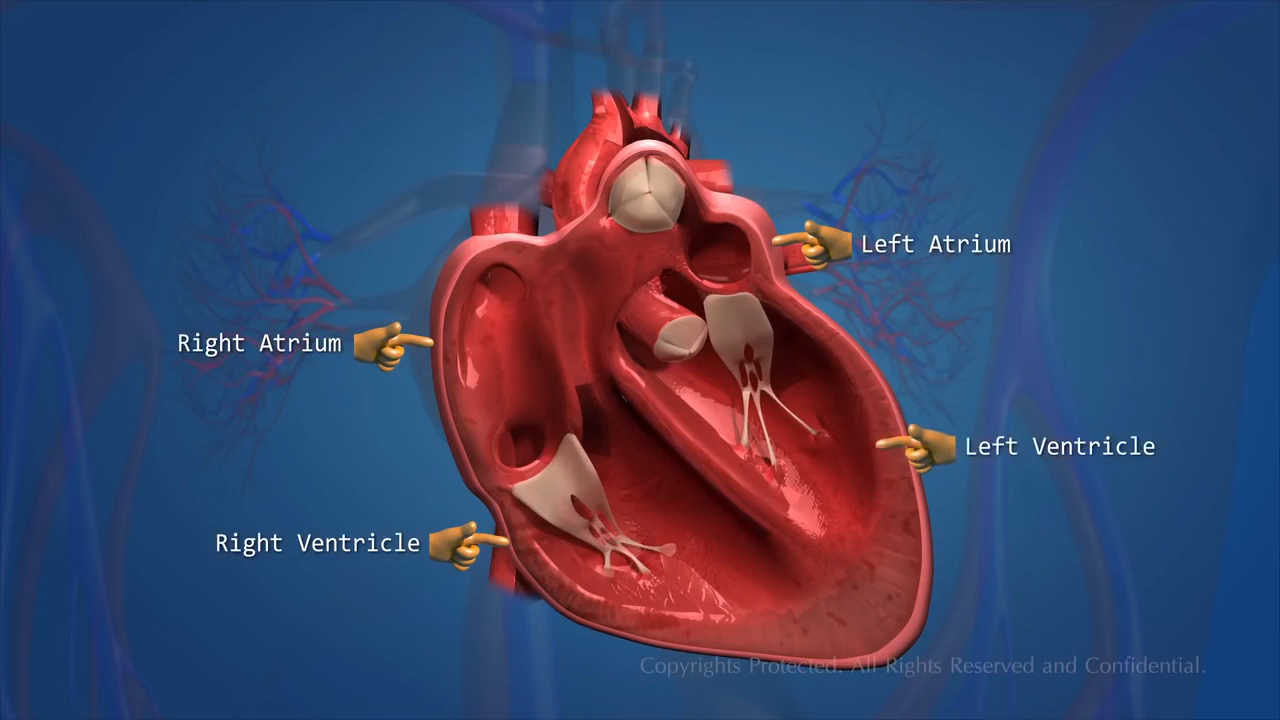 Left Atrium
Right Atrium
Left Ventricle
Right Ventricle
Copyrights Protected. All Rights Reserved and Confidential.